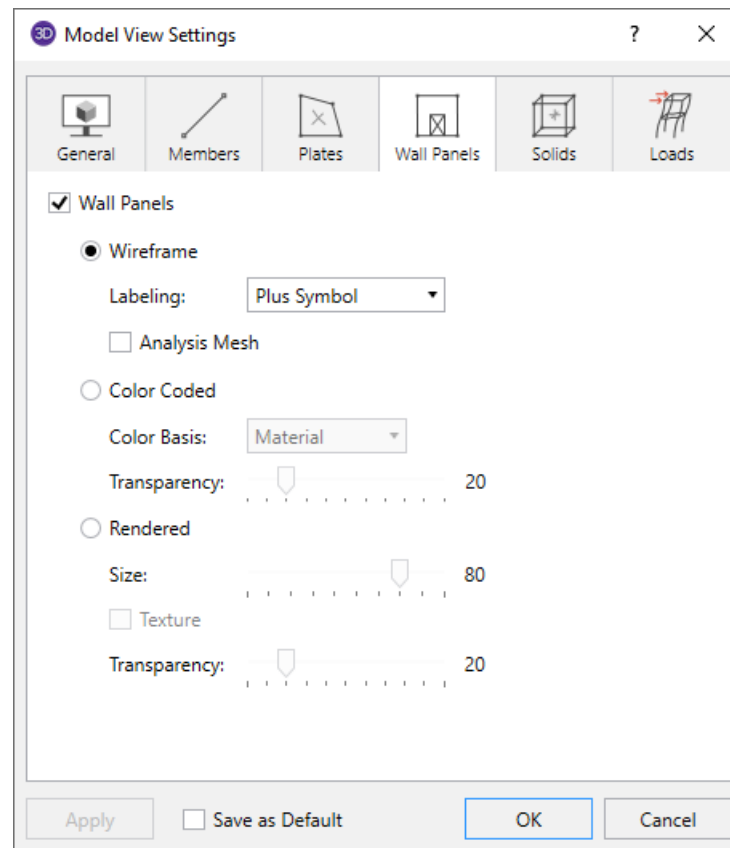 3D Model View Settings ? ×
General Members Plates Wall Panels Solids Loads
Wall Panels
Wireframe
Labeling: Plus Symbol
Analysis Mesh
Color Coded
Color Basis: Material
Transparency: 20
Rendered
Size: 80
Texture
Transparency: 20
Apply Save as Default OK Cancel